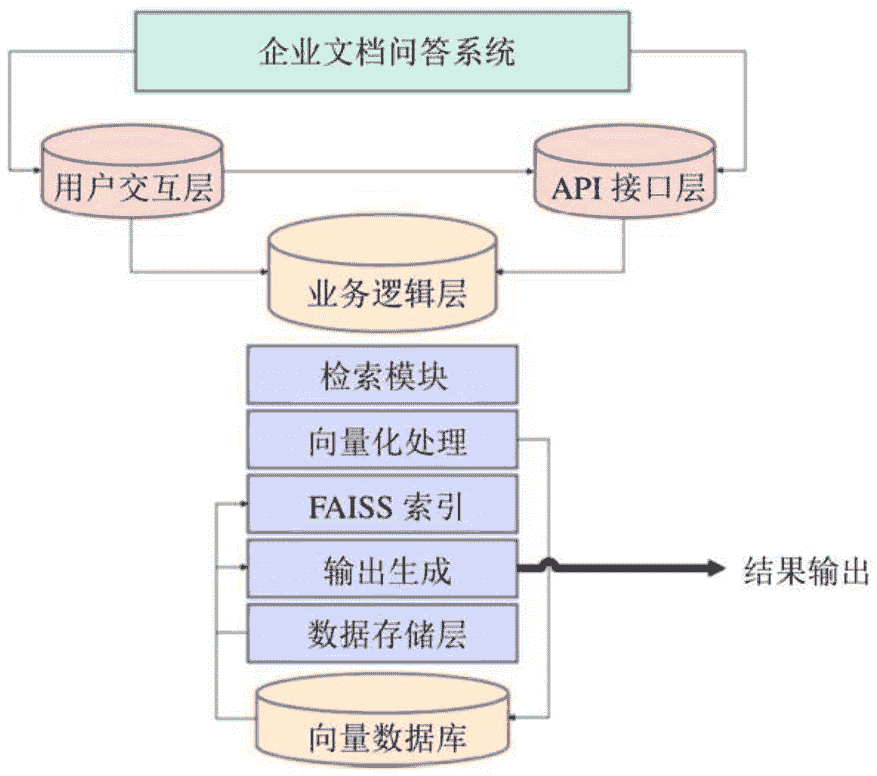 企业文档问答系统
用户交互层
API 接口层
业务逻辑层
检索模块
向量化处理
FAISS 索引
输出生成
结果输出
数据存储层
向量数据库